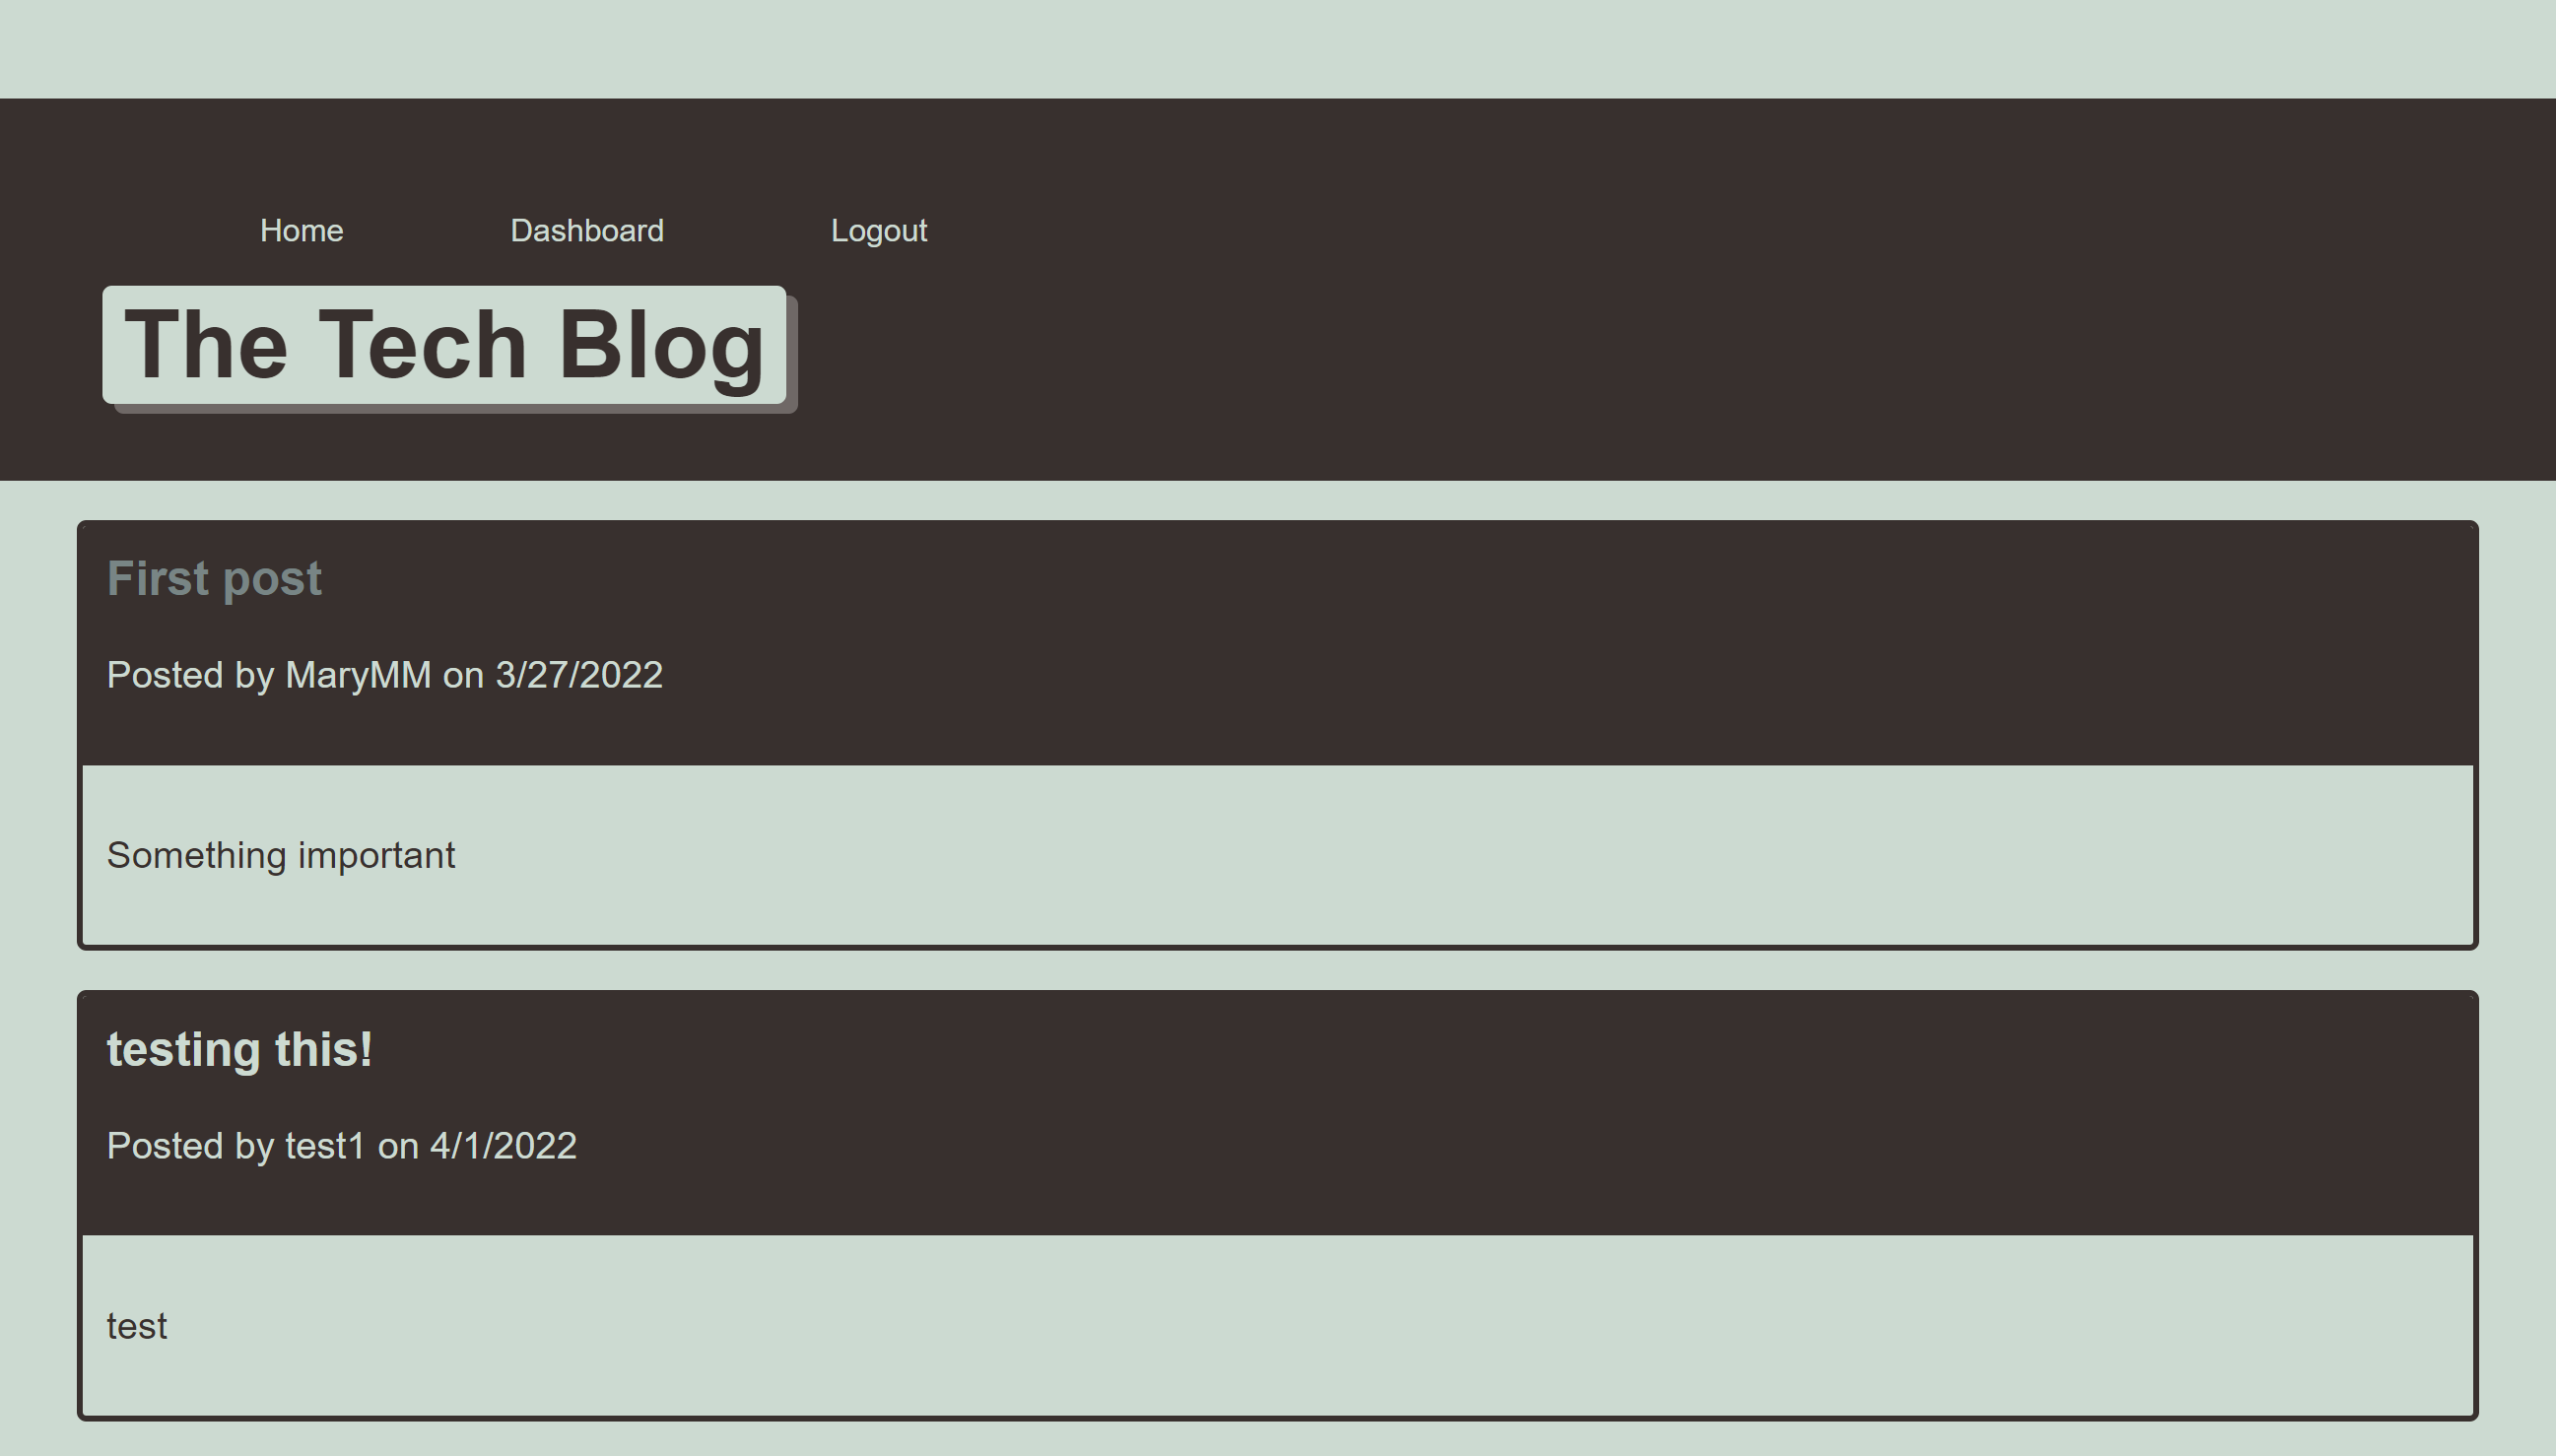 Home Dashboard Logout
The Tech Blog
First post
Posted by MaryMM on 3/27/2022
Something important
testing this!
Posted by test1 on 4/1/2022
test